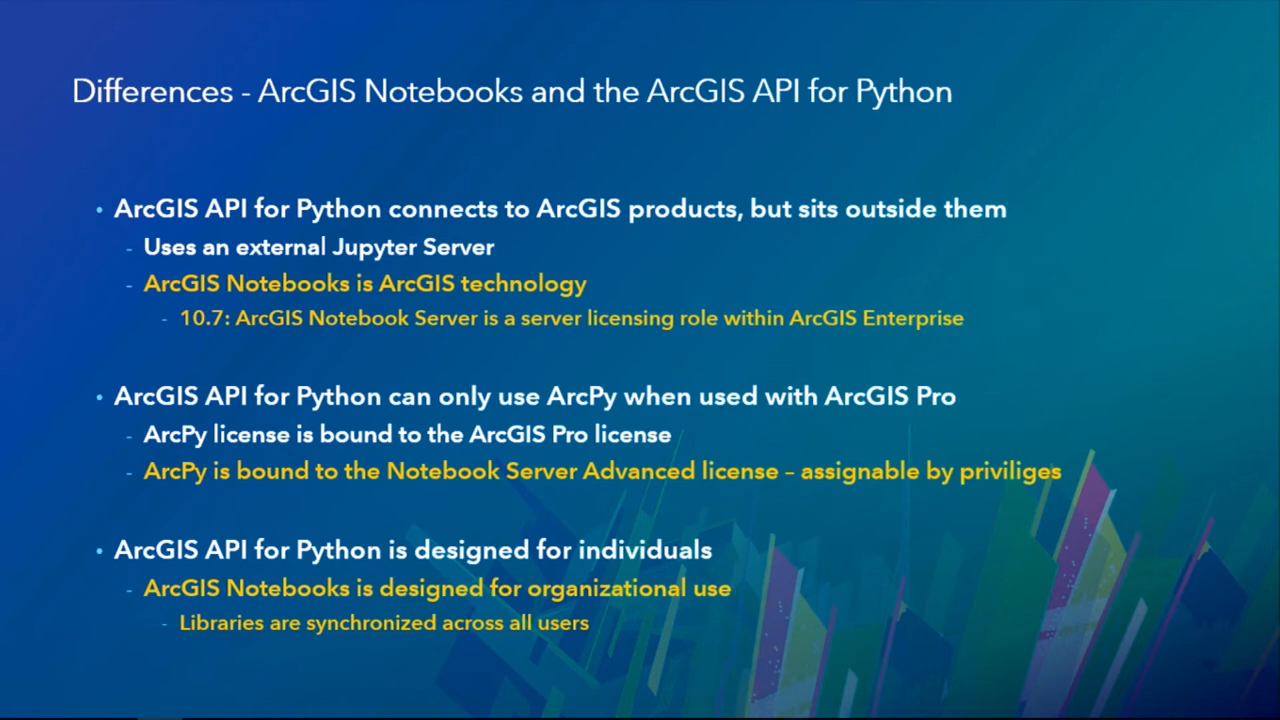 Differences - ArcGIS Notebooks and the ArcGIS API for Python
• ArcGIS API for Python connects to ArcGIS products, but sits outside them
- Uses an external Jupyter Server
- ArcGIS Notebooks is ArcGIS technology
- 10.7: ArcGIS Notebook Server is a server licensing role within ArcGIS Enterprise
• ArcGIS API for Python can only use ArcPy when used with ArcGIS Pro
- ArcPy license is bound to the ArcGIS Pro license
- ArcPy is bound to the Notebook Server Advanced license – assignable by priviliges
• ArcGIS API for Python is designed for individuals
- ArcGIS Notebooks is designed for organizational use
- Libraries are synchronized across all users